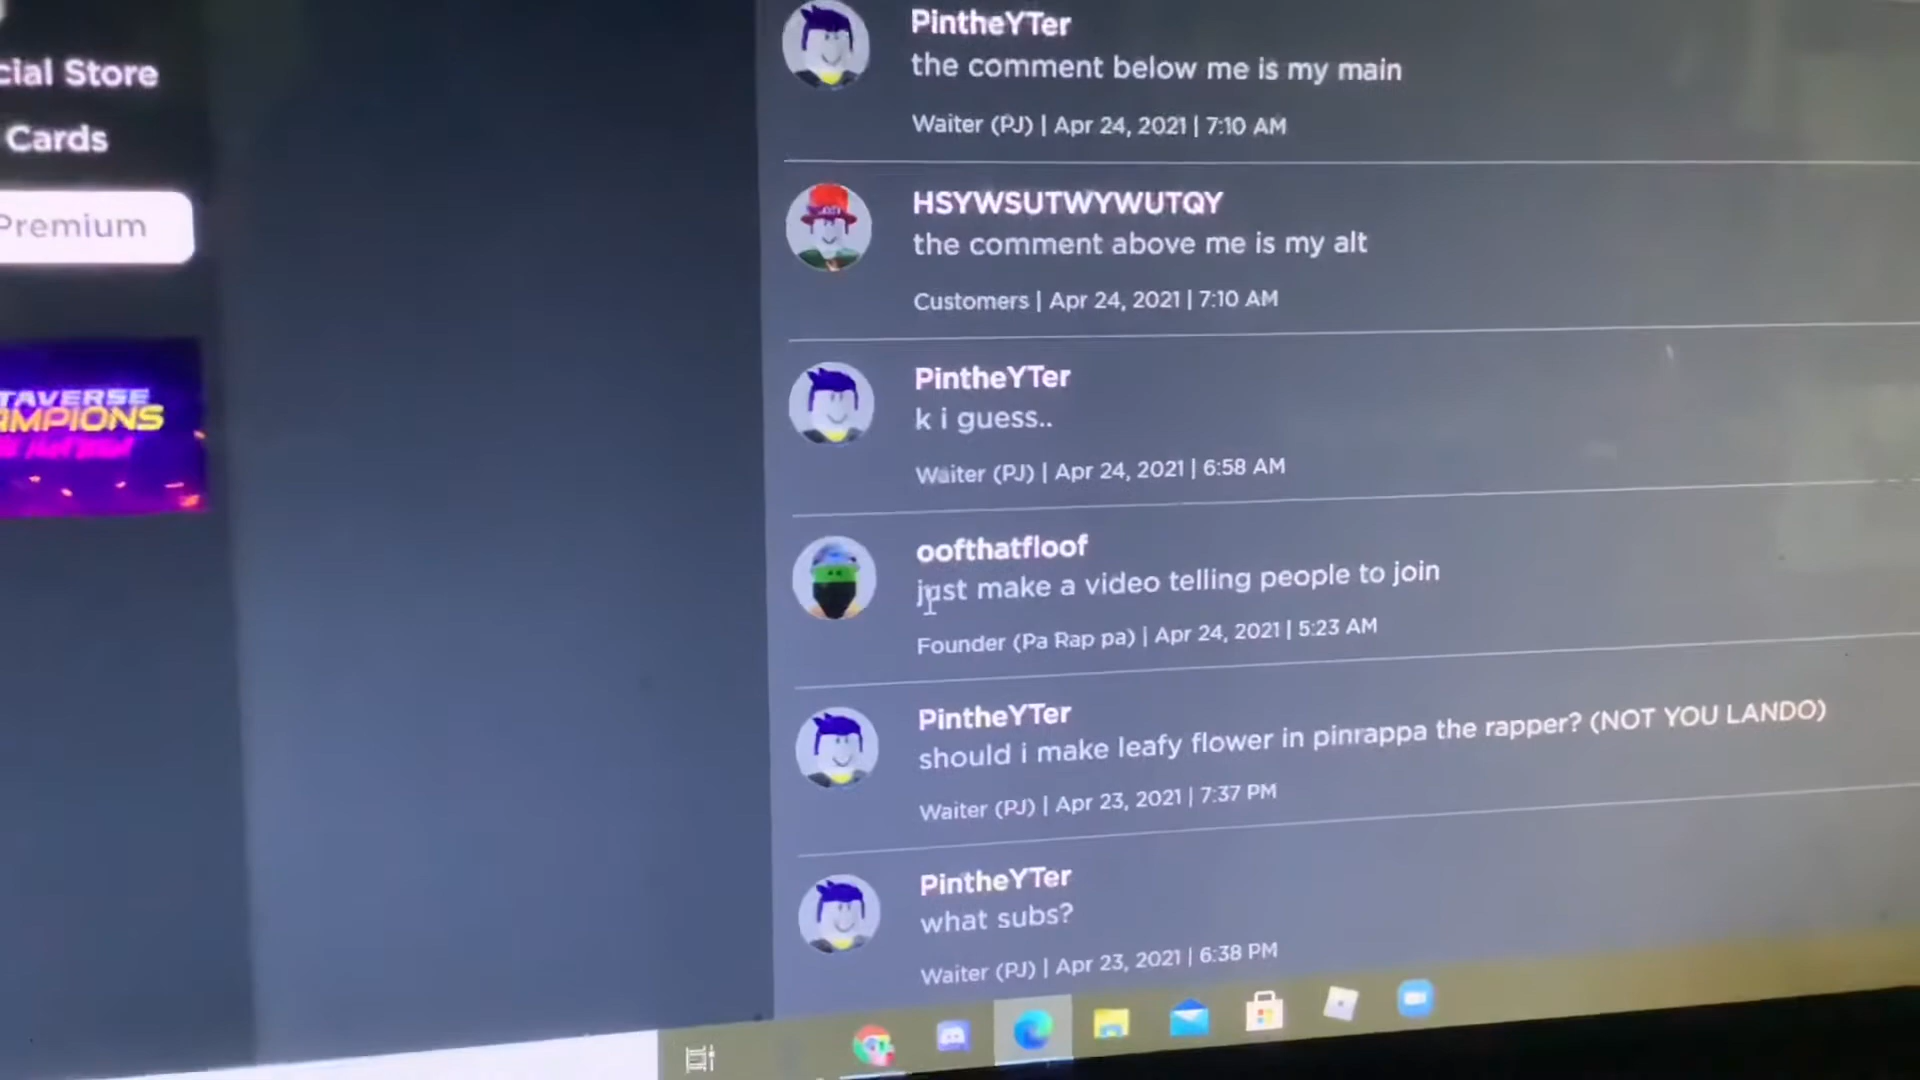 cial Store
Cards
Premium
TAVERSE
AMPIONS
PintheYTer
the comment below me is my main
Waiter (PJ) | Apr 24, 2021 | 7:10 AM
HSYWSUTWYWUTQY
the comment above me is my alt
Customers | Apr 24, 2021 | 7:10 AM
PintheYTer
k i guess..
Waiter (PJ) | Apr 24, 2021 | 6:58 AM
oofthatfloof
just make a video telling people to join
Founder (Pa Rap pa) | Apr 24, 2021 | 5:23 AM
PintheYTer
should i make leafy flower in pinrappa the rapper? (NOT YOU LANDO)
Waiter (PJ) | Apr 23, 2021 | 7:37 PM
PintheYTer
what subs?
Waiter (PJ) | Apr 23, 2021 | 6:38 PM